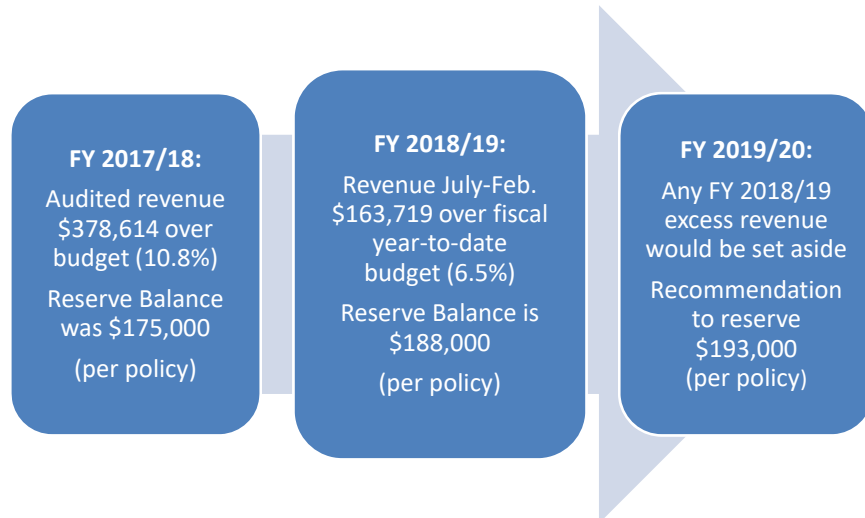 FY 2017/18:
Audited revenue
$378,614 over
budget (10.8%)
Reserve Balance
was $175,000
(per policy)
FY 2018/19:
Revenue July-Feb.
$163,719 over fiscal
year-to-date
budget (6.5%)
Reserve Balance is
$188,000
(per policy)
FY 2019/20:
Any FY 2018/19
excess revenue
would be set aside
Recommendation
to reserve
$193,000
(per policy)